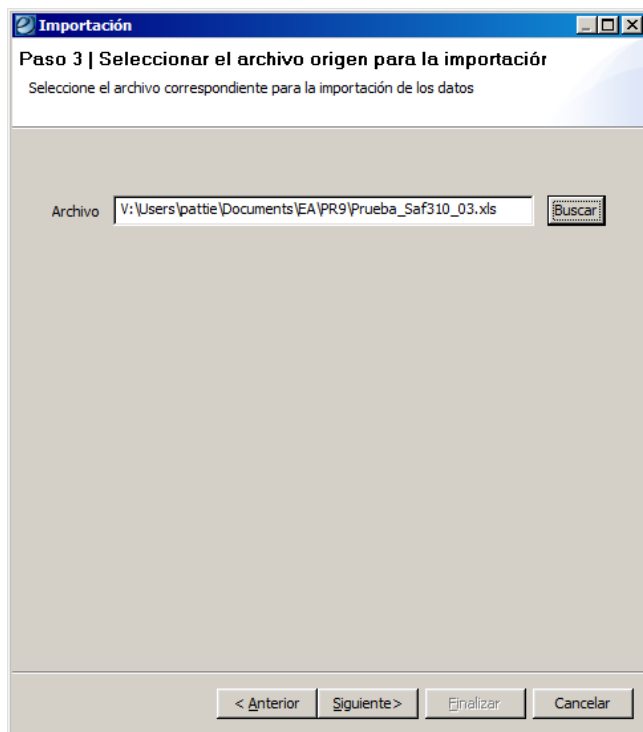 Importación
Paso 3 | Seleccionar el archivo origen para la importaciór
Seleccione el archivo correspondiente para la importación de los datos
Archivo V:\Users\pattie\Documents\EA\PR9\Prueba_Saf310_03.xls Buscar
< Anterior Siguiente> Finalizar Cancelar